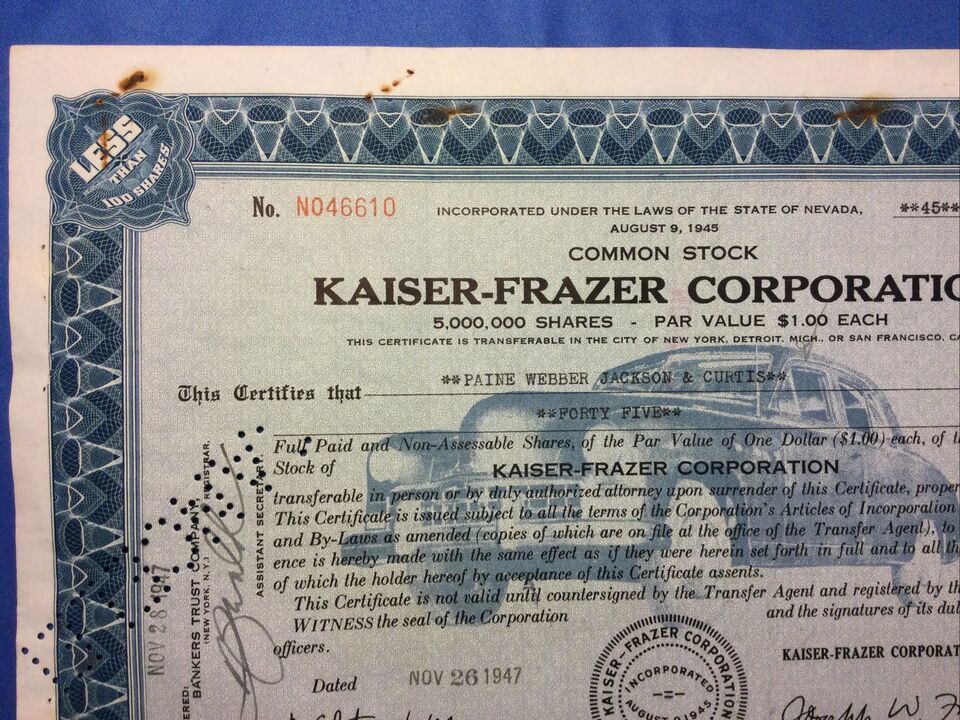 LESS
THAN
100 SHARES
No. NO46610
INCORPORATED UNDER THE LAWS OF THE STATE OF NEVADA,
AUGUST 9, 1945
**45**
COMMON STOCK
KAISER-FRAZER CORPORATIO
5,000,000 SHARES - PAR VALUE $1.00 EACH
THIS CERTIFICATE IS TRANSFERABLE IN THE CITY OF NEW YORK, DETROIT, MICH., OR SAN FRANCISCO, CA
This Certifies that **PAINE WEBBER JACKSON & CURTIS**
**FORTY FIVE**
Full Paid and Non-Assessable Shares, of the Par Value of One Dollar ($1.00) each, of th
Stock of KAISER-FRAZER CORPORATION
transferable in person or by duly authorized attorney upon surrender of this Certificate, proper
This Certificate is issued subject to all the terms of the Corporation's Articles of Incorporation
and By-Laws as amended (copies of which are on file at the office of the Transfer Agent), to
ence is hereby made with the same effect as if they were herein set forth in full and to all th
of which the holder hereof by acceptance of this Certificate assents.
This Certificate is not valid until countersigned by the Transfer Agent and registered by th
WITNESS the seal of the Corporation and the signatures of its dul
officers.
KAISER-FRAZER CORPORAT
Dated NOV 26 1947
KAISER-FRAZER CORPORATION
INCORPORATED
AUGUST 9, 1945
NOV 28 1947
ERED:
BANKERS TRUST COMPANY
(NEW YORK, N.Y.) REGISTRAR.
ASSISTANT SECRETARY.
Joseph W